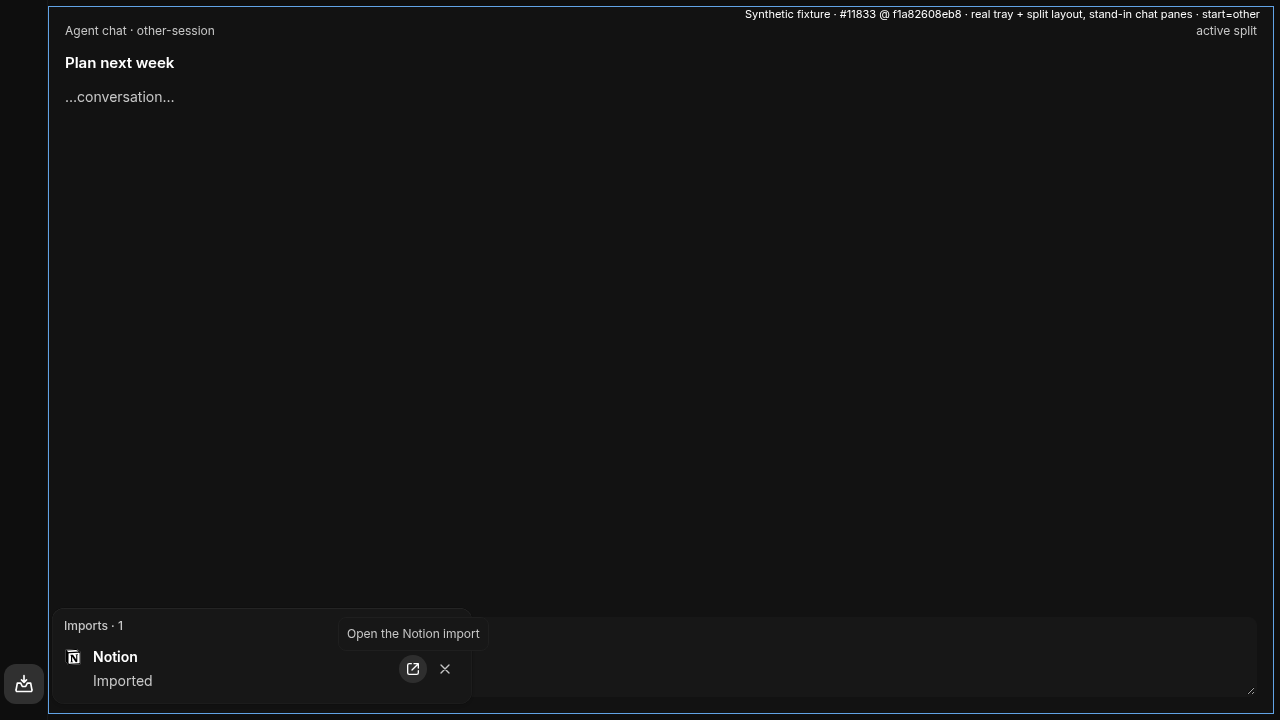 Synthetic fixture · #11833 @ f1a82608eb8 · real tray + split layout, stand-in chat panes · start=other
Agent chat · other-session
active split
Plan next week
...conversation...
Imports · 1
Open the Notion import
Notion
Imported